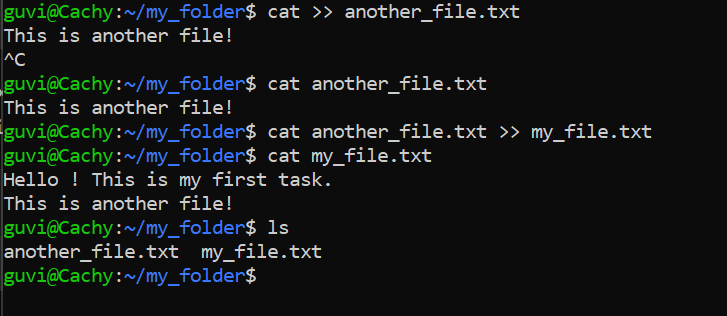 guvi@Cachy:~/my_folder$ cat >> another_file.txt
This is another file!
^C
guvi@Cachy:~/my_folder$ cat another_file.txt
This is another file!
guvi@Cachy:~/my_folder$ cat another_file.txt >> my_file.txt
guvi@Cachy:~/my_folder$ cat my_file.txt
Hello ! This is my first task.
This is another file!
guvi@Cachy:~/my_folder$ ls
another_file.txt  my_file.txt
guvi@Cachy:~/my_folder$